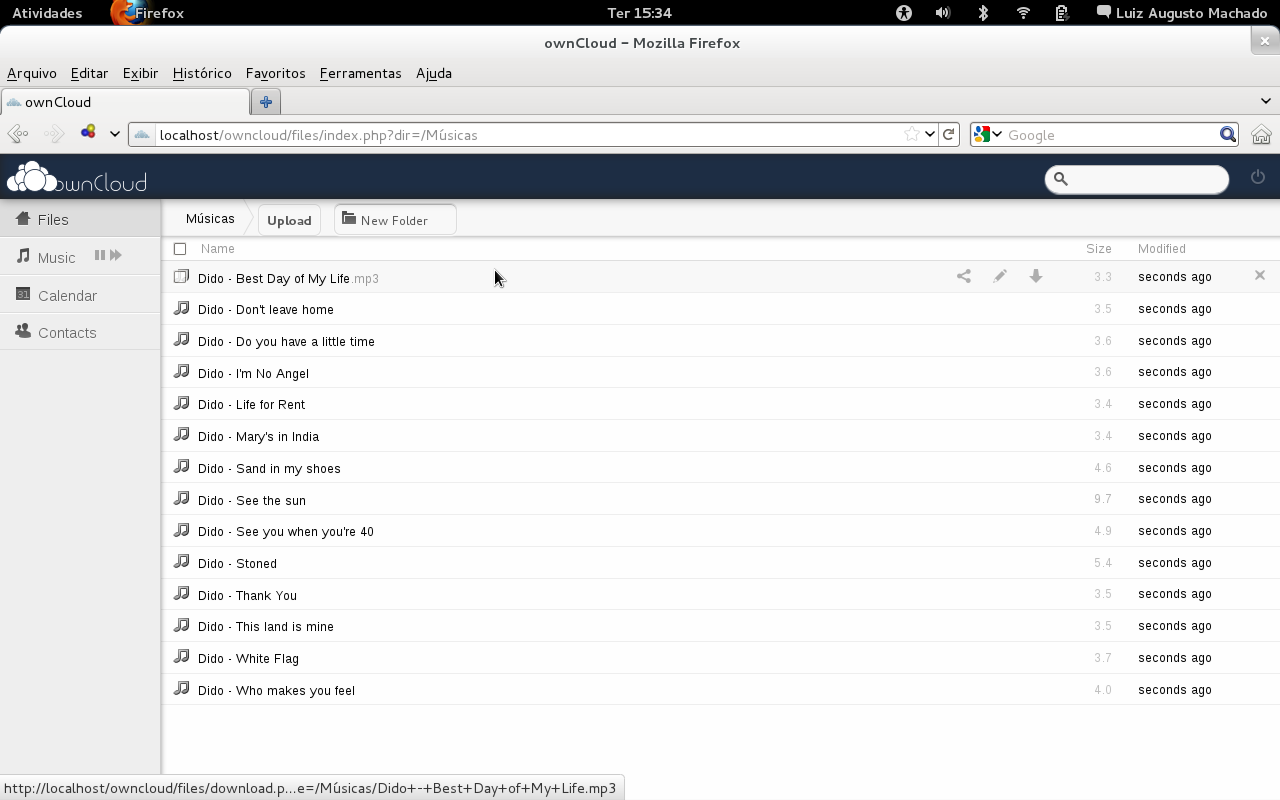 Atividades Firefox Ter 15:34 Luiz Augusto Machado
ownCloud - Mozilla Firefox
Arquivo Editar Exibir Histórico Favoritos Ferramentas Ajuda
ownCloud
localhost/owncloud/files/index.php?dir=/Músicas Google
ownCloud
Files Músicas Upload New Folder
Name Size Modified
Music
Calendar
31
Contacts
Dido - Best Day of My Life.mp3 3.3 seconds ago
Dido - Don't leave home 3.5 seconds ago
Dido - Do you have a little time 3.6 seconds ago
Dido - I'm No Angel 3.6 seconds ago
Dido - Life for Rent 3.4 seconds ago
Dido - Mary's in India 3.4 seconds ago
Dido - Sand in my shoes 4.6 seconds ago
Dido - See the sun 9.7 seconds ago
Dido - See you when you're 40 4.9 seconds ago
Dido - Stoned 5.4 seconds ago
Dido - Thank You 3.5 seconds ago
Dido - This land is mine 3.5 seconds ago
Dido - White Flag 3.7 seconds ago
Dido - Who makes you feel 4.0 seconds ago
http://localhost/owncloud/files/download.p...e=/Músicas/Dido+-+Best+Day+of+My+Life.mp3